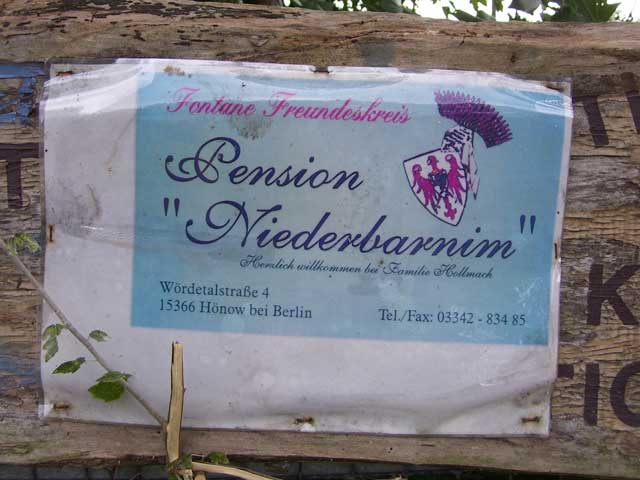 Fontane Freundeskreis
Pension
"Niederbarnim"
Herzlich willkommen bei Familie Hollmach
Wördetalstraße 4
15366 Hönow bei Berlin
Tel./Fax: 03342 - 834 85